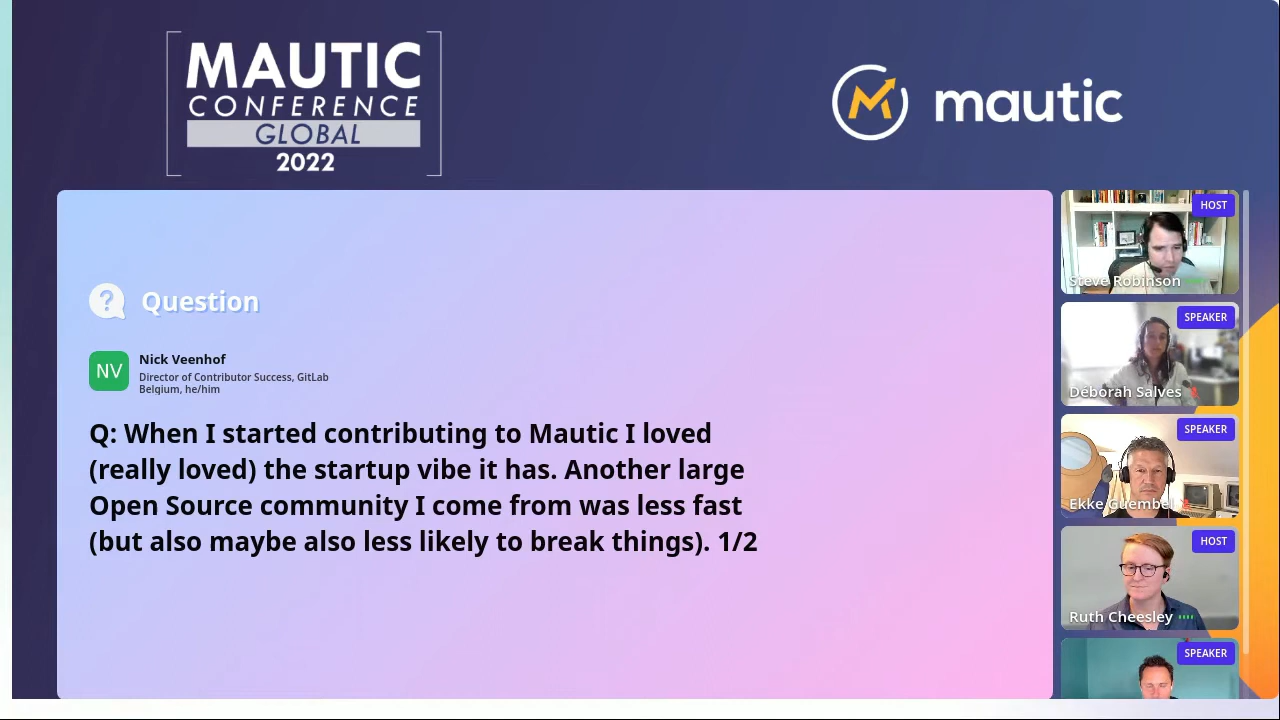 MAUTIC
CONFERENCE
GLOBAL
2022
mautic
Question
NV
Nick Veenhof
Director of Contributor Success, GitLab
Belgium, he/him
Q: When I started contributing to Mautic I loved
(really loved) the startup vibe it has. Another large
Open Source community I come from was less fast
(but also maybe also less likely to break things). 1/2
HOST
Steve Robinson
SPEAKER
Déborah Salves
SPEAKER
Ekke Guembel
HOST
Ruth Cheesley
SPEAKER